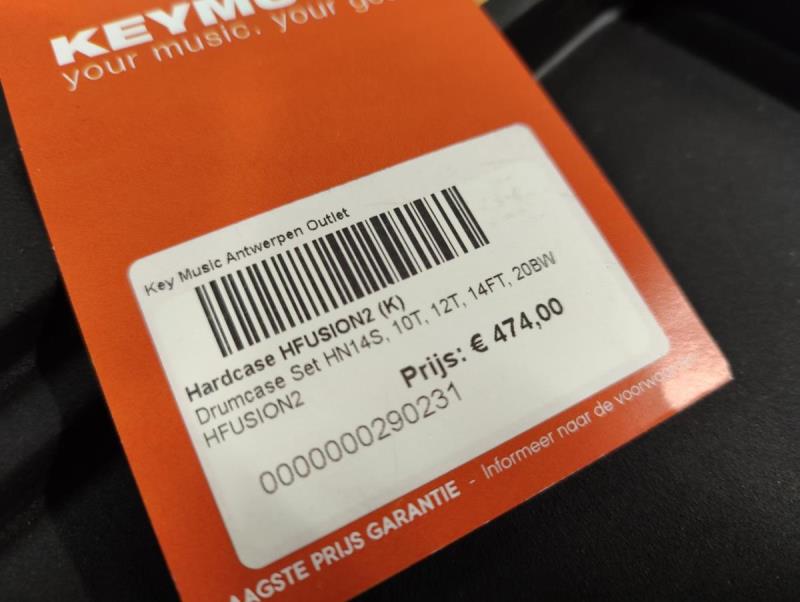 your music. your
Key Music Antwerpen Outlet
Hardcase HFUSION2 (K)
Drumcase Set HN14S, 10T, 12T, 14FT, 20BW
HFUSION2
Prijs: € 474,00
0000000290231
PRIJS GARANTIE - Informeer naar de